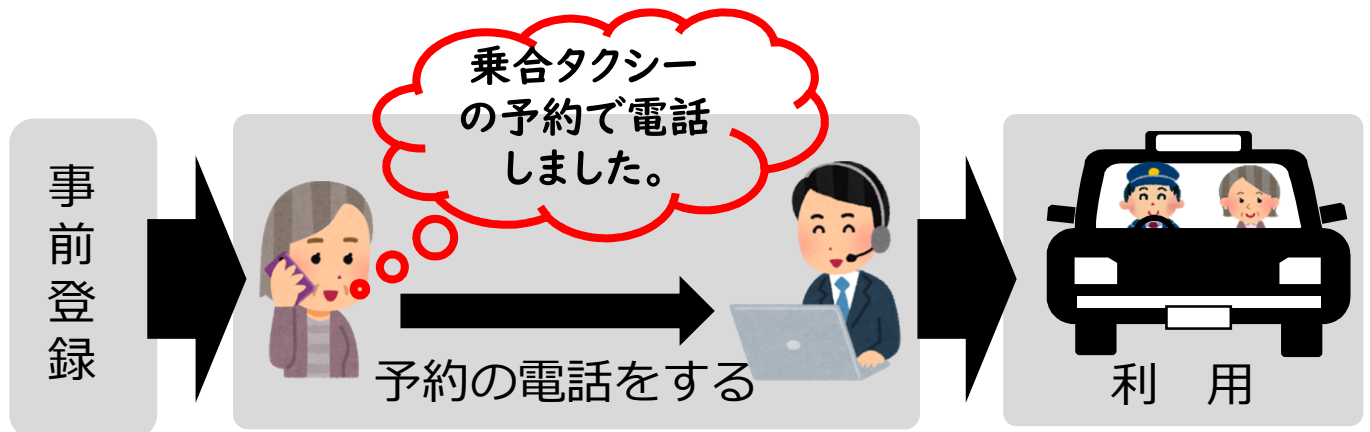 事前登録
乗合タクシー
の予約で電話
しました。
予約の電話をする
利　用